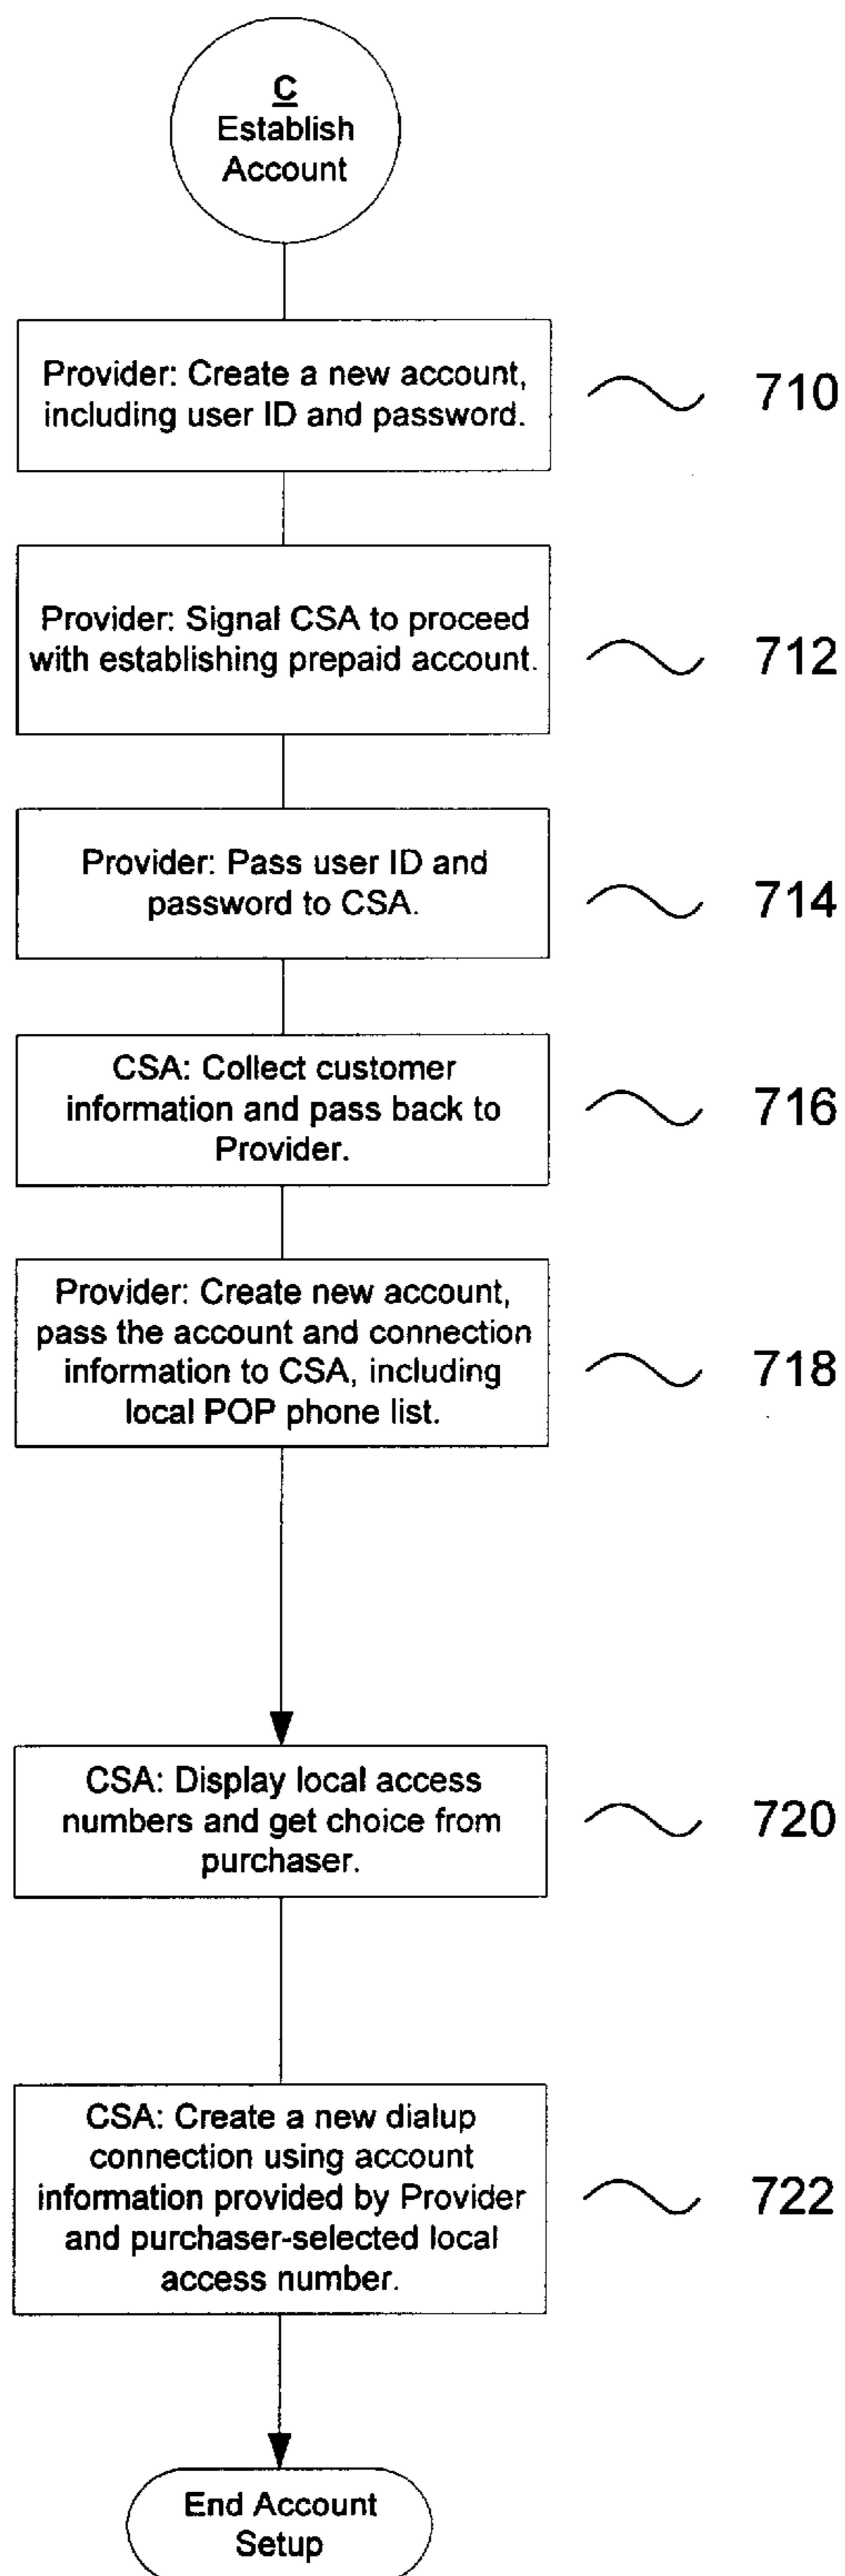 C
Establish
Account
Provider: Create a new account,
including user ID and password.
710
Provider: Signal CSA to proceed
with establishing prepaid account.
712
Provider: Pass user ID and
password to CSA.
714
CSA: Collect customer
information and pass back to
Provider.
716
Provider: Create new account,
pass the account and connection
information to CSA, including
local POP phone list.
718
CSA: Display local access
numbers and get choice from
purchaser.
720
CSA: Create a new dialup
connection using account
information provided by Provider
and purchaser-selected local
access number.
722
End Account
Setup